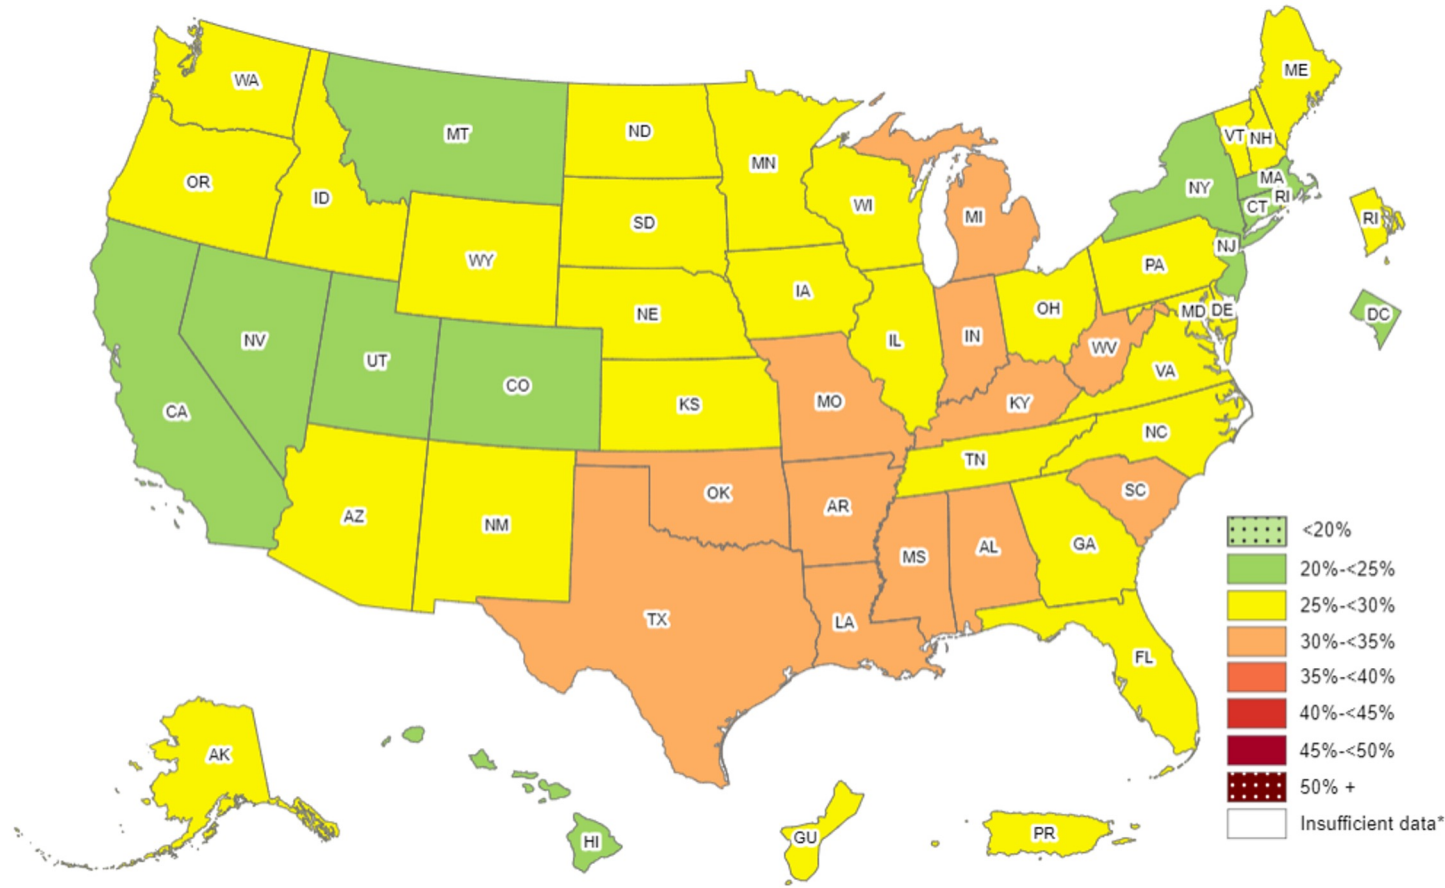 WA
MT
ND
MN
ME
VT
NH
OR
ID
SD
WI
MI
NY
MA
RI
CT
RI
WY
NJ
PA
IA
NE
OH
MD
DE
DC
NV
UT
IL
IN
WV
CO
VA
CA
KS
MO
KY
NC
TN
AZ
NM
OK
AR
SC
MS
AL
GA
TX
LA
FL
AK
HI
GU
PR
<20%
20%-<25%
25%-<30%
30%-<35%
35%-<40%
40%-<45%
45%-<50%
50% +
Insufficient data*